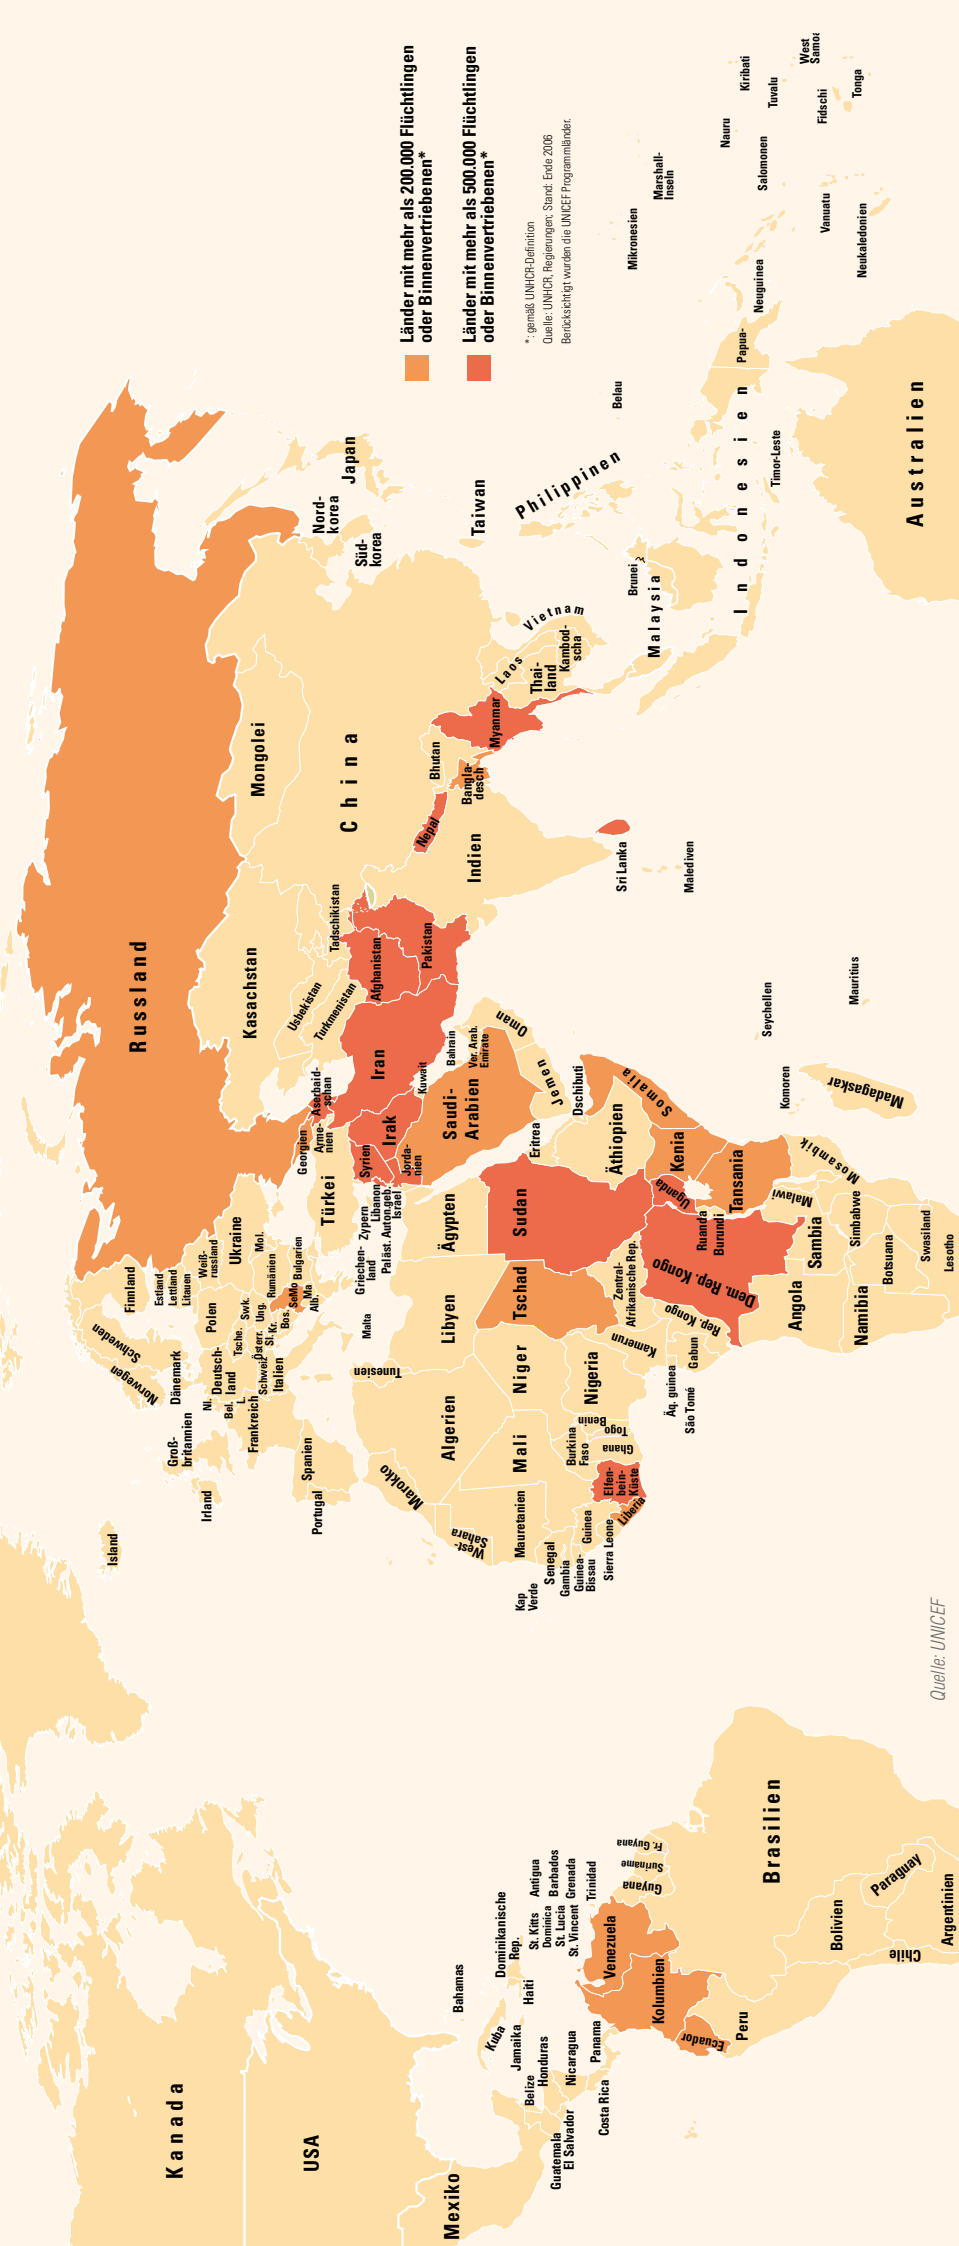 Kanada
USA
Mexiko
Bahamas
Kuba
Jamaika
Haiti
Dominikanische
Rep.
Belize
Honduras
Guatemala
El Salvador
Nicaragua
Costa Rica
Panama
St. Kitts
Antigua
Dominica
Barbados
St. Lucia
Grenada
St. Vincent
Trinidad
Venezuela
Kolumbien
Ecuador
Guyana
Suriname
Fr. Guyana
Peru
Brasilien
Bolivien
Paraguay
Chile
Argentinien
Island
Irland
Groß-
britannien
Norwegen
Schweden
Finnland
Dänemark
Estland
Lettland
Litauen
Weiß-
russland
Polen
Deutsch-
land
Nl.
Bel.
L.
Frankreich
Schweiz
Österr.
Tsche.
Swk.
Ung.
Sl.
Kr.
Bos.
SeMo
Ma
Alb.
Italien
Spanien
Portugal
Ukraine
Mol.
Rumänien
Bulgarien
Griechen-
land
Malta
Türkei
Zypern
Russland
Georgien
Arme-
nien
Aserbaid-
schan
Kasachstan
Usbekistan
Turkmenistan
Tadschikistan
Mongolei
China
Nord-
korea
Süd-
korea
Japan
Taiwan
Syrien
Libanon
Paläst. Auton.geb.
Israel
Jorda-
nien
Irak
Iran
Kuwait
Bahrain
Ver. Arab.
Emirate
Saudi-
Arabien
Oman
Jemen
Afghanistan
Pakistan
Indien
Nepal
Bhutan
Bangla-
desch
Myanmar
Laos
Thai-
land
Vietnam
Kambod-
scha
Sri Lanka
Malediven
Philippinen
Brunei
Malaysia
Indonesien
Timor-Leste
Belau
Papua-
Neuguinea
Australien
Mikronesien
Marshall-
Inseln
Nauru
Kiribati
Salomonen
Tuvalu
West
Samoa
Fidschi
Tonga
Vanuatu
Neukaledonien
Marokko
West-
Sahara
Algerien
Tunesien
Libyen
Ägypten
Mauretanien
Mali
Niger
Tschad
Sudan
Eritrea
Dschibuti
Äthiopien
Somalia
Kap
Verde
Senegal
Gambia
Guinea-
Bissau
Guinea
Sierra Leone
Liberia
Elfen-
bein-
Küste
Burkina
Faso
Ghana
Togo
Benin
Nigeria
Kamerun
Zentral-
Afrikanische Rep.
Äq. guinea
São Tomé
Gabun
Rep. Kongo
Dem. Rep. Kongo
Uganda
Kenia
Ruanda
Burundi
Tansania
Angola
Sambia
Malawi
Mosambik
Namibia
Botsuana
Simbabwe
Swasiland
Lesotho
Komoren
Madagaskar
Seychellen
Mauritius
Länder mit mehr als 200.000 Flüchtlingen
oder Binnenvertriebenen*
Länder mit mehr als 500.000 Flüchtlingen
oder Binnenvertriebenen*
*: gemäß UNHCR-Definition
Quelle: UNHCR, Regierungen; Stand: Ende 2006
Berücksichtigt wurden die UNICEF Programmländer.
Quelle: UNICEF